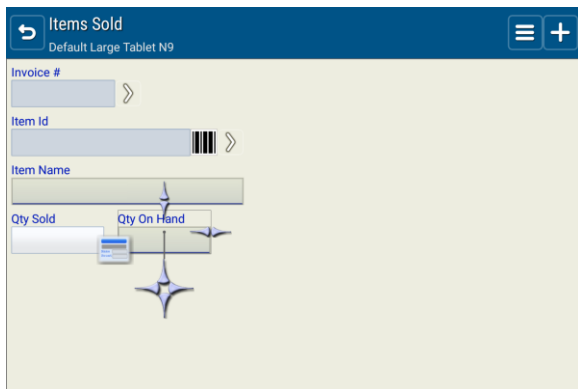 Items Sold
Default Large Tablet N9
Invoice #
Item Id
Item Name
Qty Sold
Qty On Hand